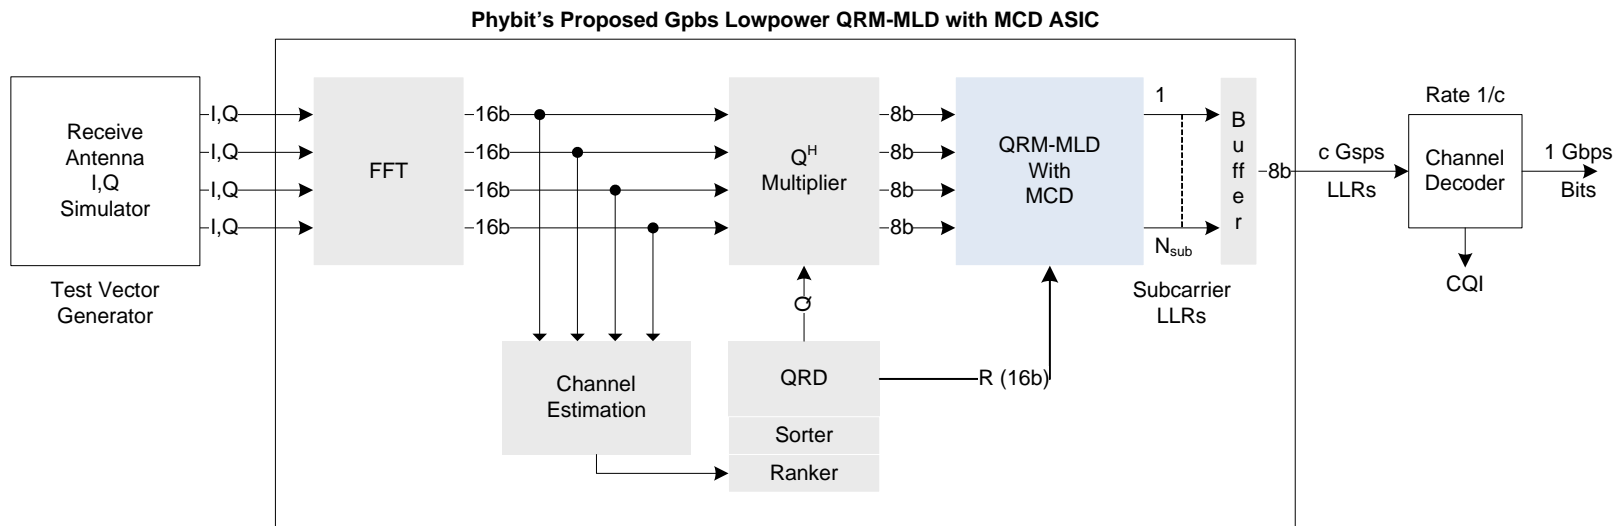 Phybit's Proposed Gpbs Lowpower QRM-MLD with MCD ASIC
Receive
Antenna
I,Q
Simulator
Test Vector
Generator
I,Q
I,Q
I,Q
I,Q
FFT
16b
16b
16b
16b
Channel
Estimation
Q^H
Multiplier
Q
QRD
Sorter
Ranker
R (16b)
8b
8b
8b
8b
QRM-MLD
With
MCD
1
N_sub
Subcarrier
LLRs
B
u
ff
e
r
8b
c Gsps
LLRs
Rate 1/c
Channel
Decoder
CQI
1 Gbps
Bits